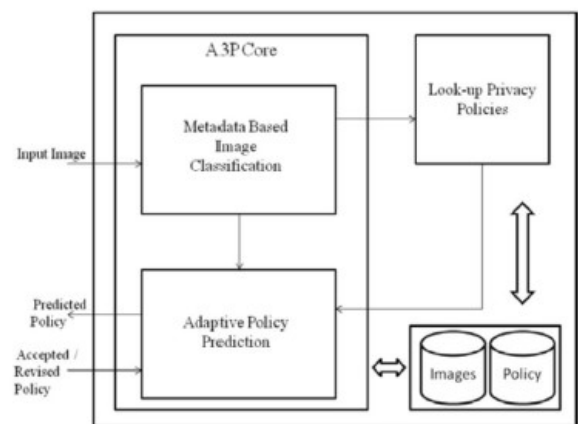 A3P Core
Metadata Based
Image
Classification
Look-up Privacy
Policies
Input Image
Predicted
Policy
Adaptive Policy
Prediction
Accepted /
Revised
Policy
Images
Policy